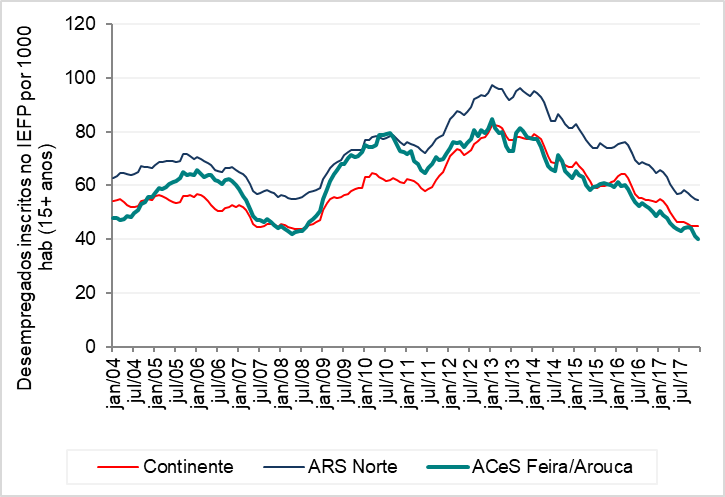 Desempregados inscritos no IEFP por 1000
hab (15+ anos)
120
100
80
60
40
20
0
jan/04
jul/04
jan/05
jul/05
jan/06
jul/06
jan/07
jul/07
jan/08
jul/08
jan/09
jul/09
jan/10
jul/10
jan/11
jul/11
jan/12
jul/12
jan/13
jul/13
jan/14
jul/14
jan/15
jul/15
jan/16
jul/16
jan/17
jul/17
Continente
ARS Norte
ACeS Feira/Arouca